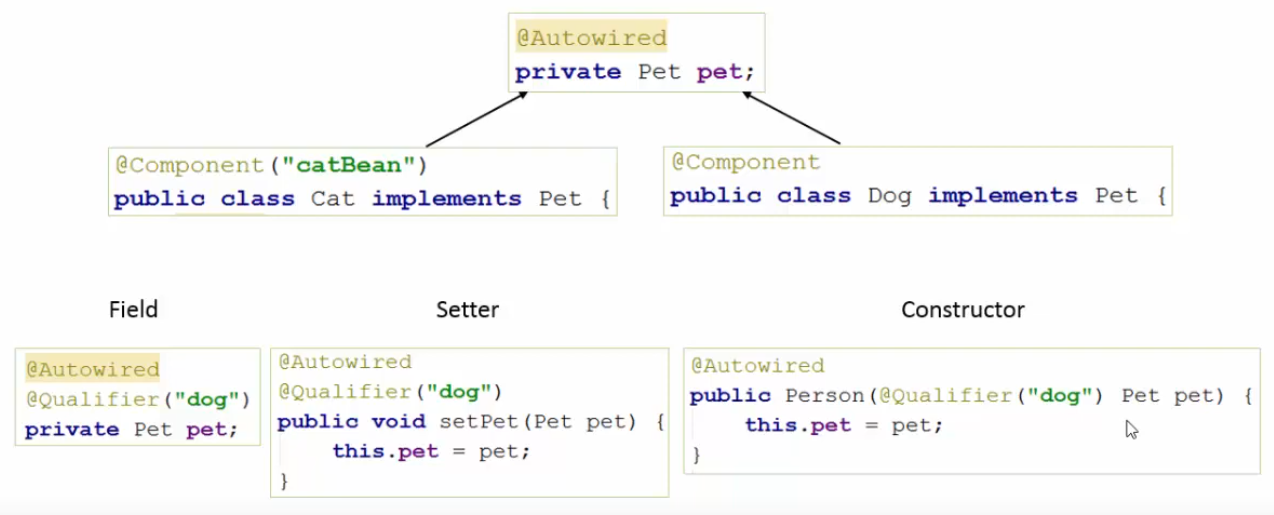 @Autowired
private Pet pet;
@Component("catBean")
public class Cat implements Pet {
@Component
public class Dog implements Pet {
Field
Setter
Constructor
@Autowired
@Qualifier("dog")
private Pet pet;
@Autowired
@Qualifier("dog")
public void setPet(Pet pet) {
this.pet = pet;
}
@Autowired
public Person(@Qualifier("dog") Pet pet) {
this.pet = pet;
}